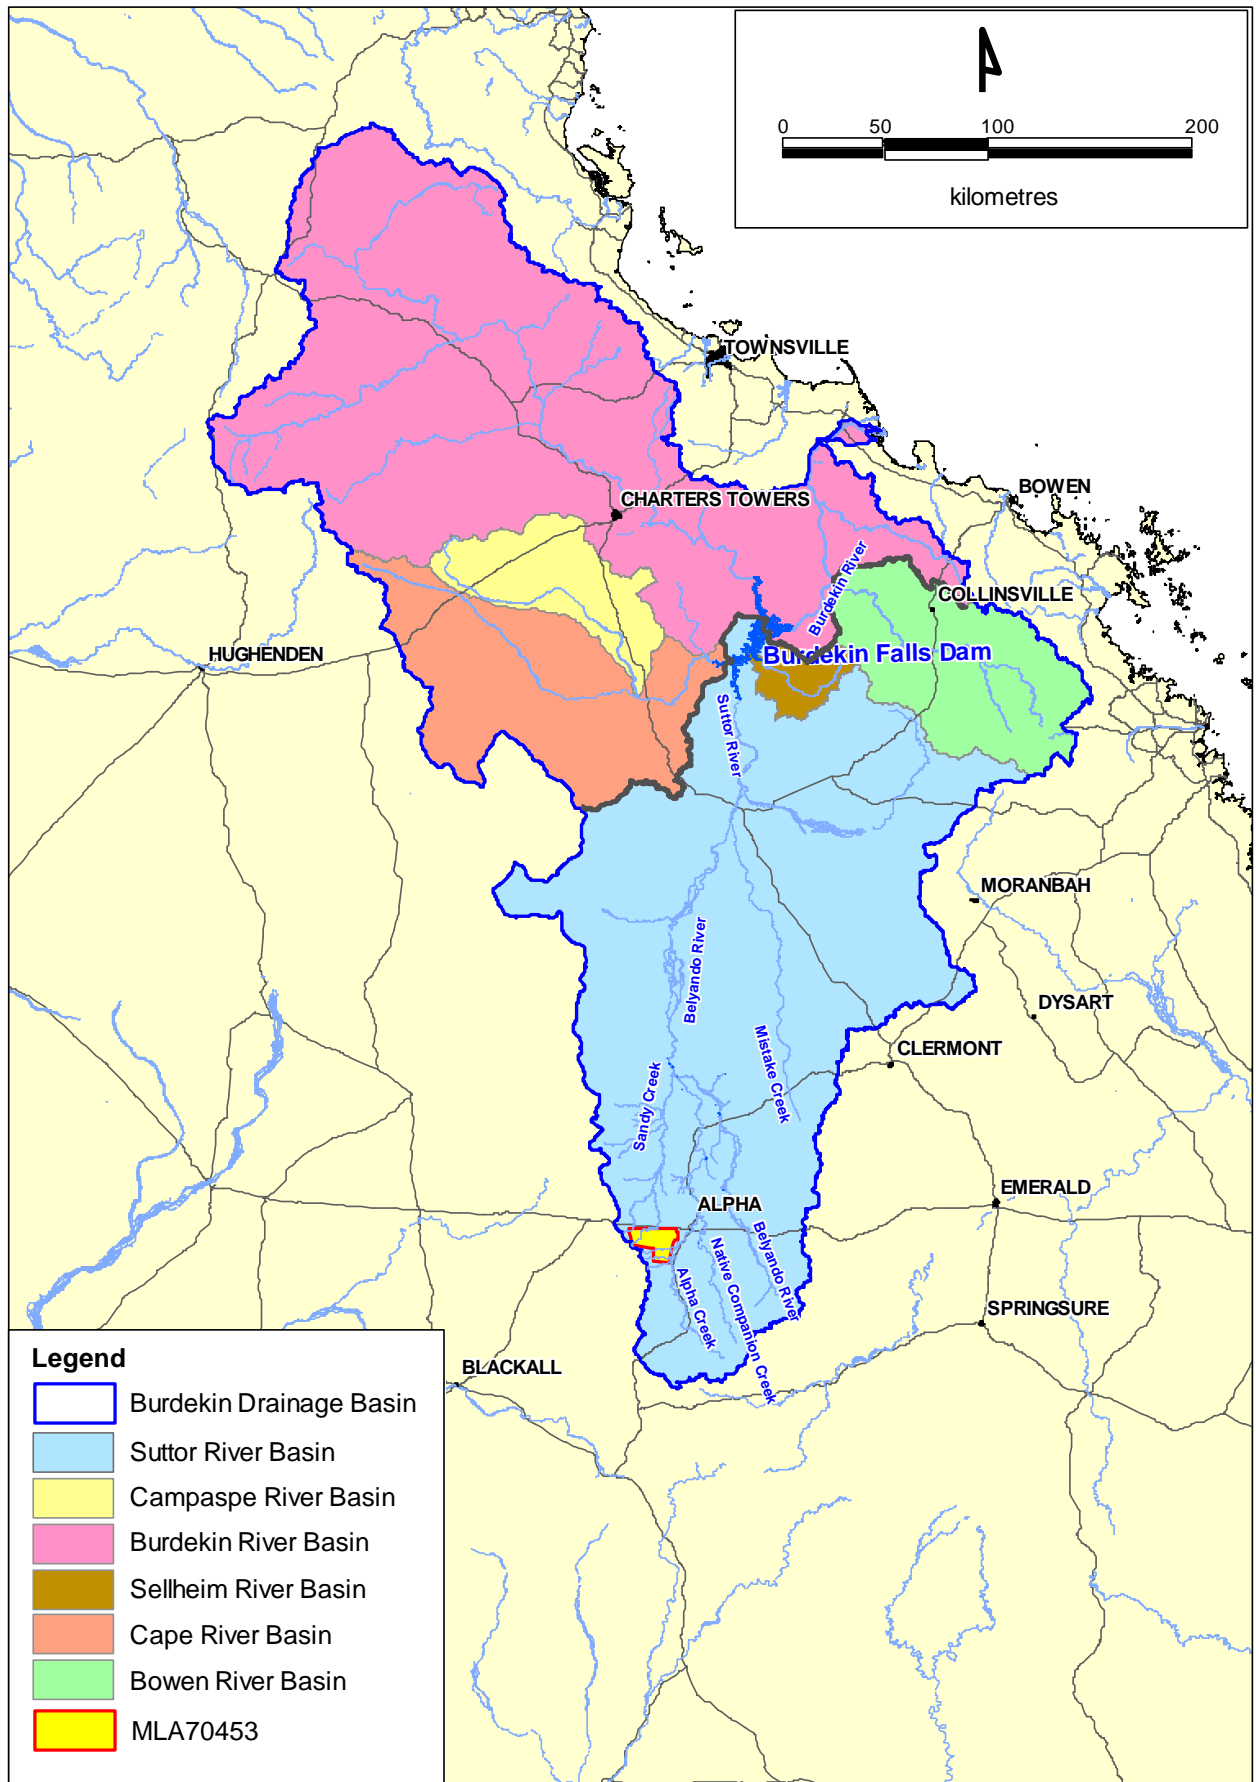 0 50 100 200
kilometres
TOWNSVILLE
BOWEN
CHARTERS TOWERS
Burdekin River
COLLINSVILLE
HUGHENDEN
Burdekin Falls Dam
Suttor River
MORANBAH
Belyando River
DYSART
Mistake Creek
CLERMONT
Sandy Creek
EMERALD
ALPHA
Belyando River
Native Companion Creek
Alpha Creek
SPRINGSURE
BLACKALL
Legend
Burdekin Drainage Basin
Suttor River Basin
Campaspe River Basin
Burdekin River Basin
Sellheim River Basin
Cape River Basin
Bowen River Basin
MLA70453